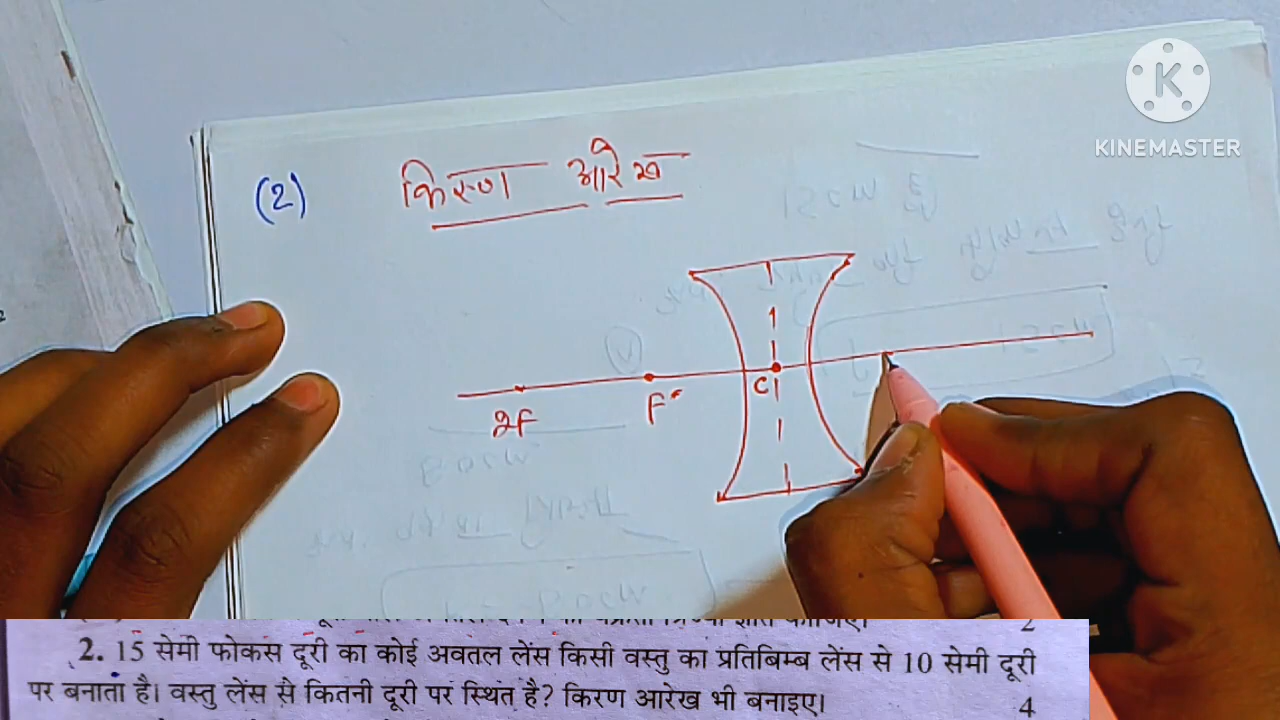 KINEMASTER
(2) किरण आरेख
2F F C
2
2. 15 सेमी फोकस दूरी का कोई अवतल लेंस किसी वस्तु का प्रतिबिम्ब लेंस से 10 सेमी दूरी
पर बनाता है। वस्तु लेंस से कितनी दूरी पर स्थित है? किरण आरेख भी बनाइए।
4